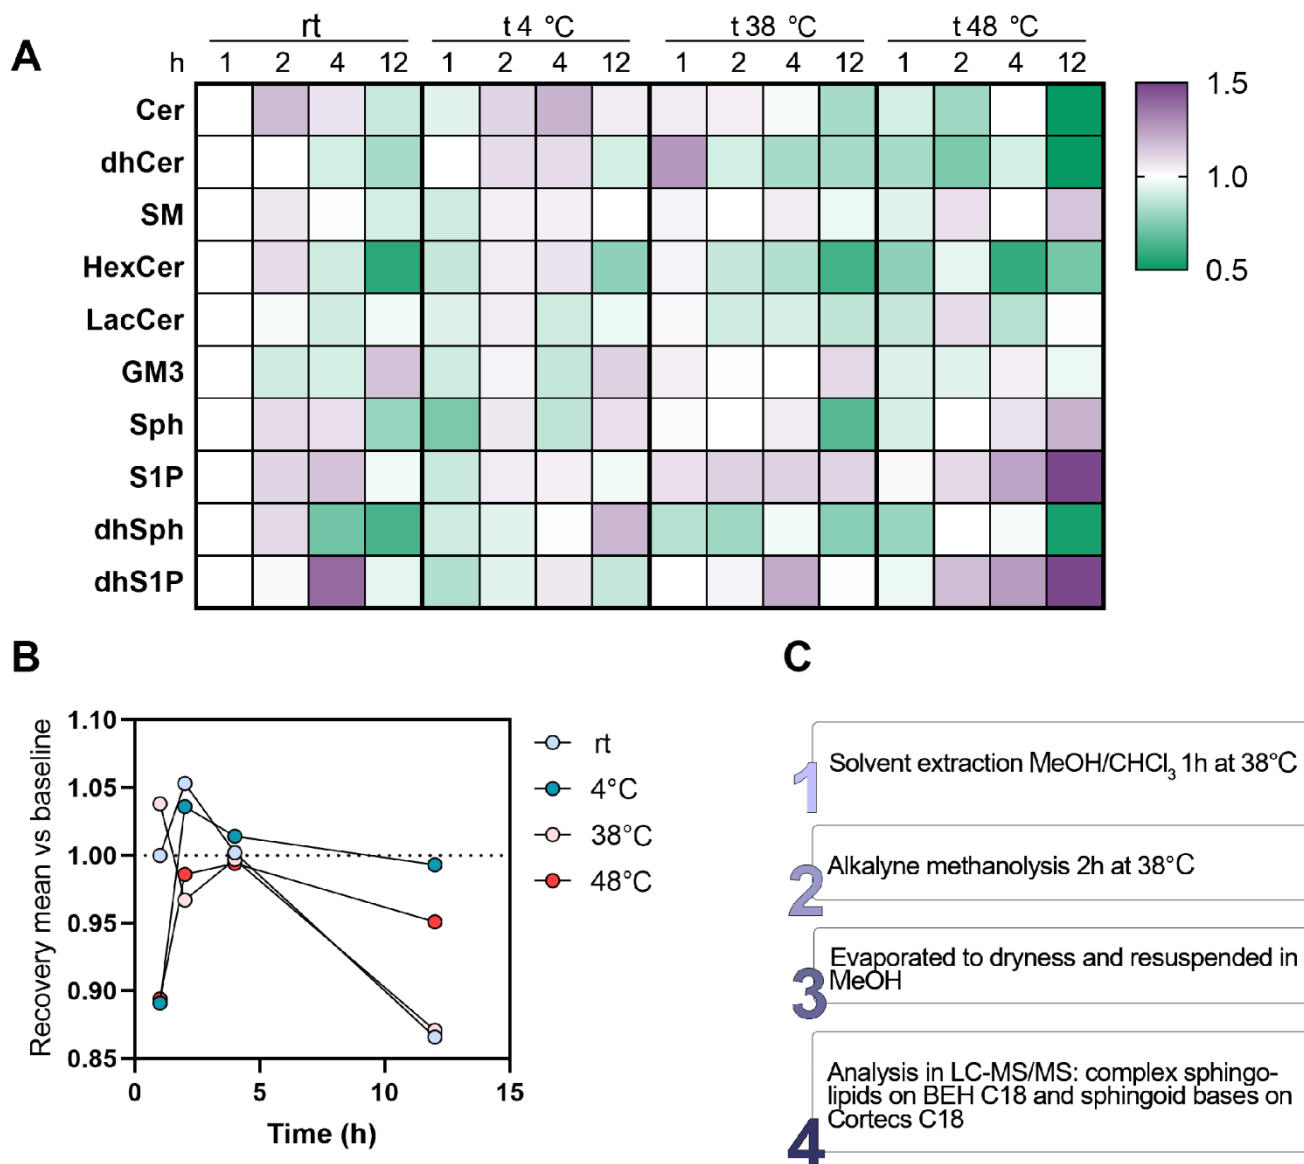 A
rt t 4 °C t 38 °C t 48 °C
h 1 2 4 12 1 2 4 12 1 2 4 12 1 2 4 12
Cer
dhCer
SM
HexCer
LacCer
GM3
Sph
S1P
dhSph
dhS1P
1.5
1.0
0.5
B
Recovery mean vs baseline
1.10
1.05
1.00
0.95
0.90
0.85
0 5 10 15
Time (h)
rt
4°C
38°C
48°C
C
1
Solvent extraction MeOH/CHCl₃ 1h at 38°C
2
Alkalyne methanolysis 2h at 38°C
3
Evaporated to dryness and resuspended in
MeOH
4
Analysis in LC-MS/MS: complex sphingo-
lipids on BEH C18 and sphingoid bases on
Cortecs C18